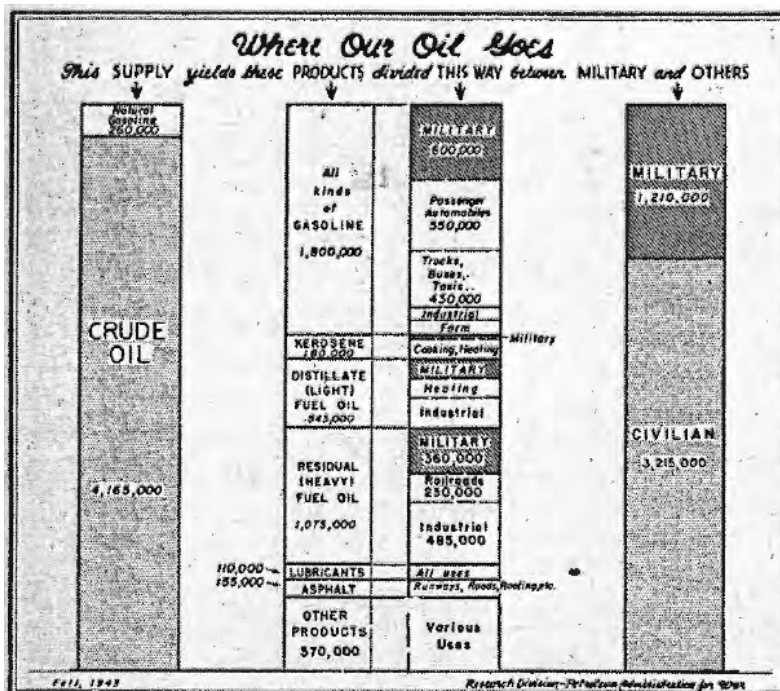 Where Our Oil Goes
This SUPPLY yields these PRODUCTS divided THIS WAY between MILITARY and OTHERS
Natural
Gasoline
260,000
CRUDE
OIL
4,165,000
All
kinds
of
GASOLINE
1,800,000
KEROSENE
180,000
DISTILLATE
(LIGHT)
FUEL OIL
545,000
RESIDUAL
(HEAVY)
FUEL OIL
1,075,000
110,000
LUBRICANTS
155,000
ASPHALT
OTHER
PRODUCTS
570,000
MILITARY
600,000
Passenger
Automobiles
550,000
Trucks,
Buses,
Taxis..
450,000
Industrial
Farm
Military
Cooking, Heating
MILITARY
Heating
Industrial
MILITARY
360,000
Railroads
230,000
Industrial
485,000
All uses
Runways, Roads, Roofing, etc.
Various
Uses
MILITARY
1,210,000
CIVILIAN
3,215,000
Fall, 1943
Research Division-Petroleum Administration for War